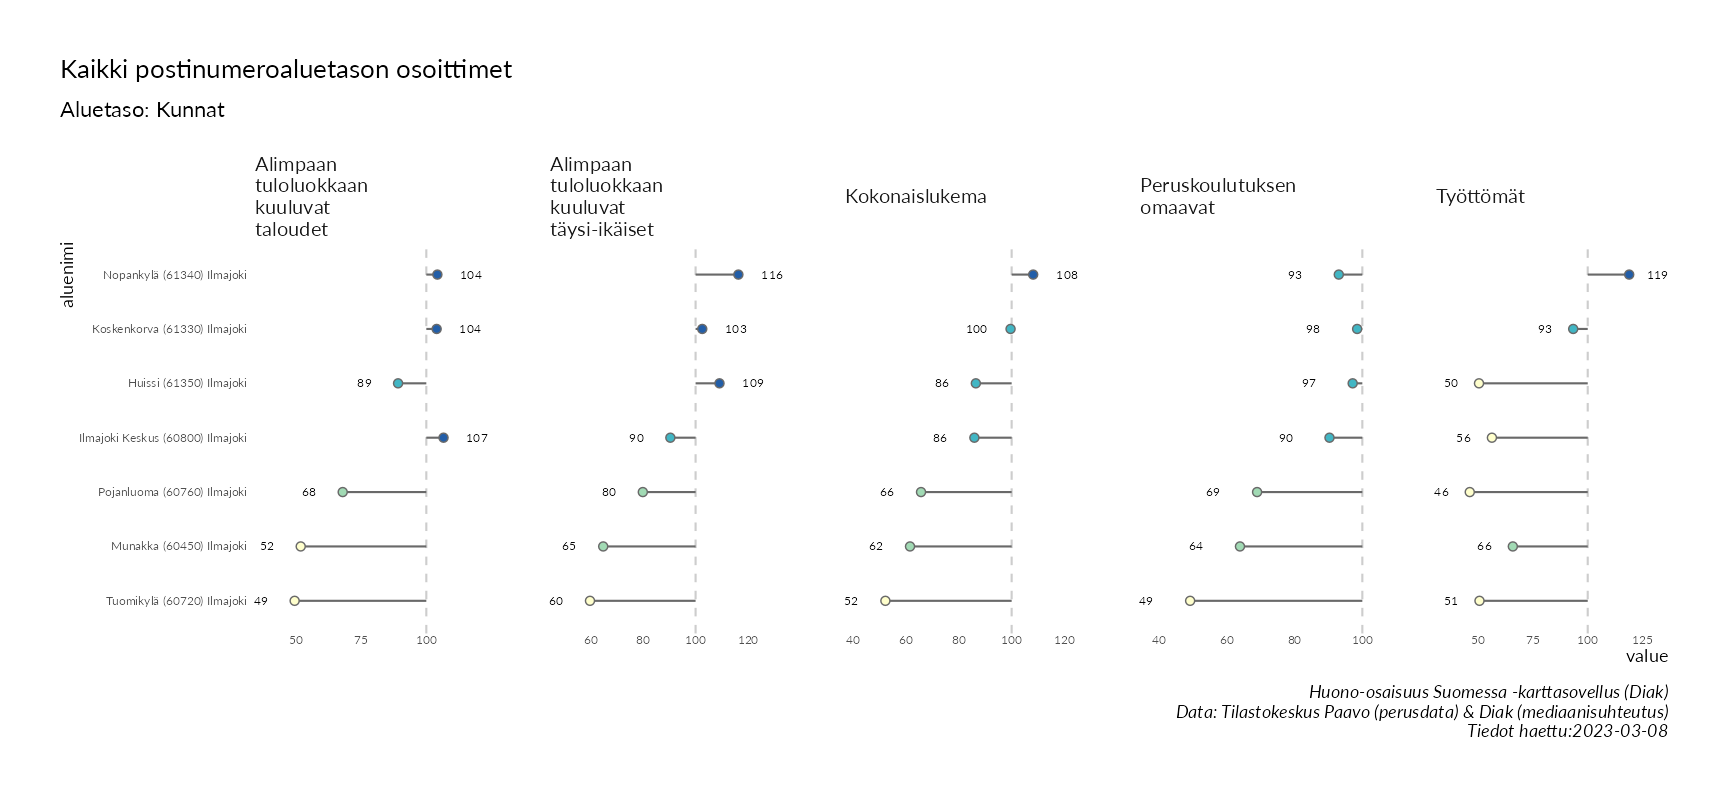 Kaikki postinumeroaluetason osoittimet
Aluetaso: Kunnat
Alimpaan
tuloluokkaan
kuuluvat
taloudet
Alimpaan
tuloluokkaan
kuuluvat
täysi-ikäiset
Kokonaislukema
Peruskoulutuksen
omaavat
Työttömät
aluenimi
Nopankylä (61340) Ilmajoki 104 116 108 93 119
Koskenkorva (61330) Ilmajoki 104 103 100 98 93
Huissi (61350) Ilmajoki 89 109 86 97 50
Ilmajoki Keskus (60800) Ilmajoki 107 90 86 90 56
Pojanluoma (60760) Ilmajoki 68 80 66 69 46
Munakka (60450) Ilmajoki 52 65 62 64 66
Tuomikylä (60720) Ilmajoki 49 60 52 49 51
50 75 100 60 80 100 120 40 60 80 100 120 40 60 80 100 50 75 100 125
value
Huono-osaisuus Suomessa -karttasovellus (Diak)
Data: Tilastokeskus Paavo (perusdata) & Diak (mediaanisuhteutus)
Tiedot haettu:2023-03-08